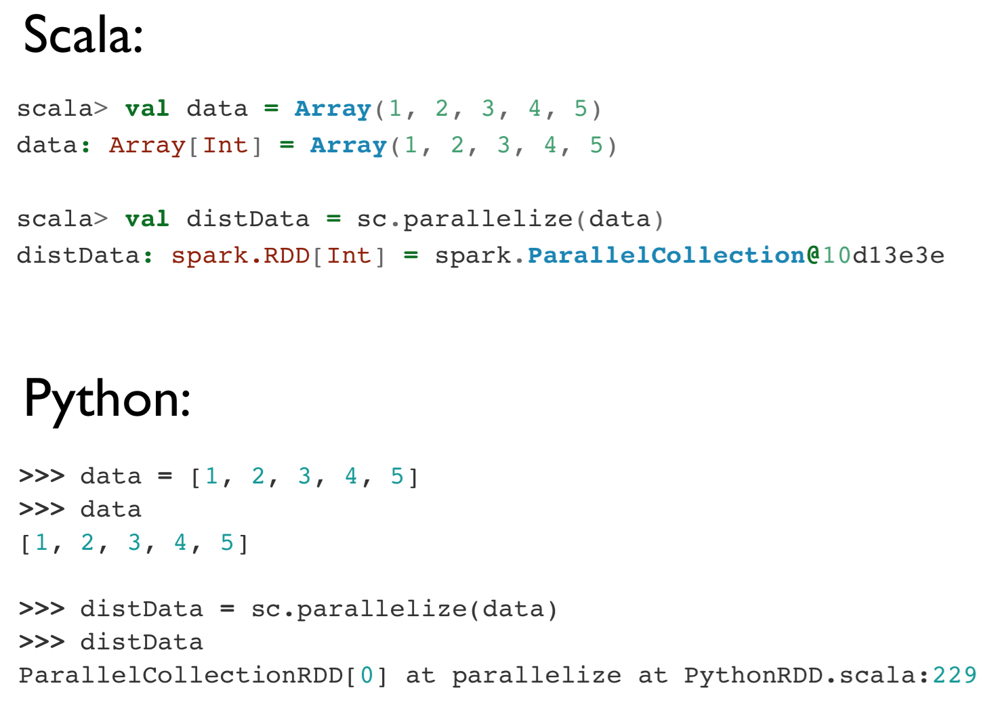 Scala:
scala> val data = Array(1, 2, 3, 4, 5)
data: Array[Int] = Array(1, 2, 3, 4, 5)
scala> val distData = sc.parallelize(data)
distData: spark.RDD[Int] = spark.ParallelCollection@10d13e3e
Python:
>>> data = [1, 2, 3, 4, 5]
>>> data
[1, 2, 3, 4, 5]
>>> distData = sc.parallelize(data)
>>> distData
ParallelCollectionRDD[0] at parallelize at PythonRDD.scala:229